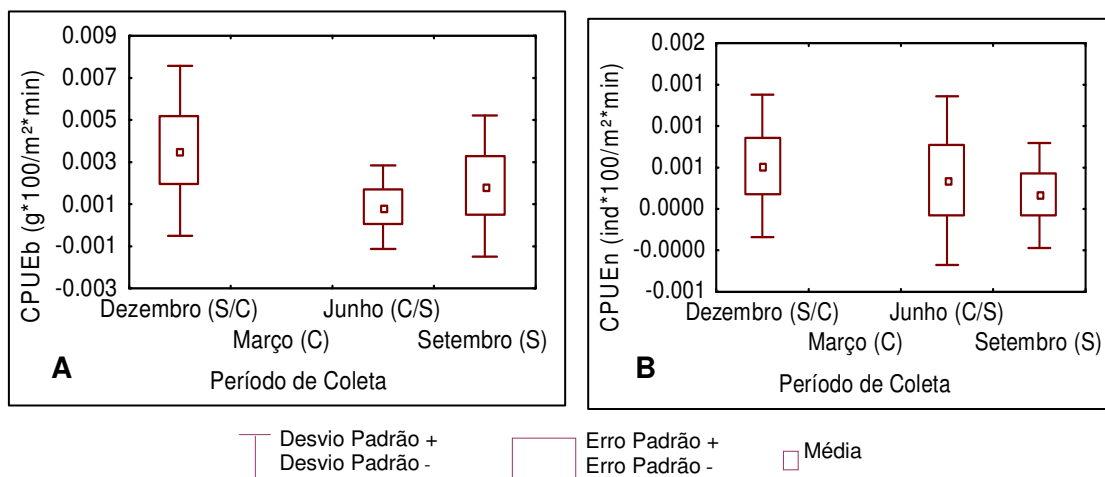 0.009
0.007
0.005
0.003
0.001
-0.001
-0.003
CPUEb (g*100/m²*min)
Dezembro (S/C)
Junho (C/S)
Março (C)
Setembro (S)
A
Período de Coleta
0.002
0.001
0.001
0.001
0.0000
-0.0000
-0.001
CPUEn (ind*100/m²*min)
Dezembro (S/C)
Junho (C/S)
Março (C)
Setembro (S)
B
Período de Coleta
Desvio Padrão +
Desvio Padrão -
Erro Padrão +
Erro Padrão -
Média